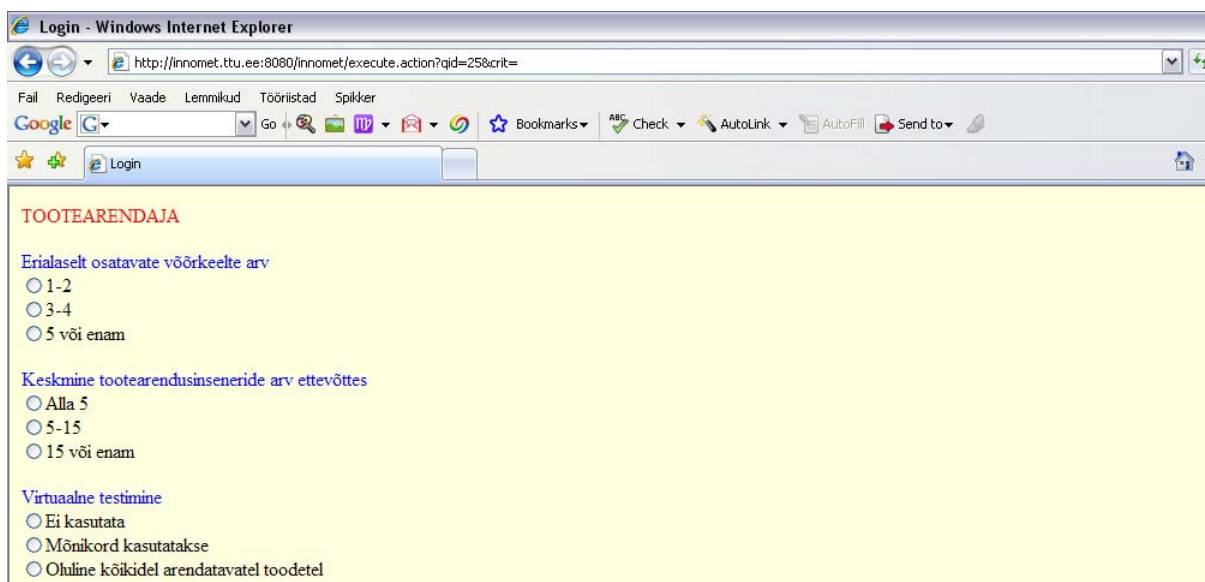 Login - Windows Internet Explorer
http://innomet.ttu.ee:8080/innomet/execute.action?qid=25&crit=
Fail Redigeeri Vaade Lemmikud Tööriistad Spikker
Google G Go Bookmarks ABC Check AutoLink AutoFill Send to
Login
TOOTEARENDAJA
Erialaselt osatavate võõrkeelte arv
1-2
3-4
5 või enam
Keskmine tootearendusinseneride arv ettevõttes
Alla 5
5-15
15 või enam
Virtuaalne testimine
Ei kasutata
Mõnikord kasutatakse
Oluline kõikidel arendatavatel toodetel